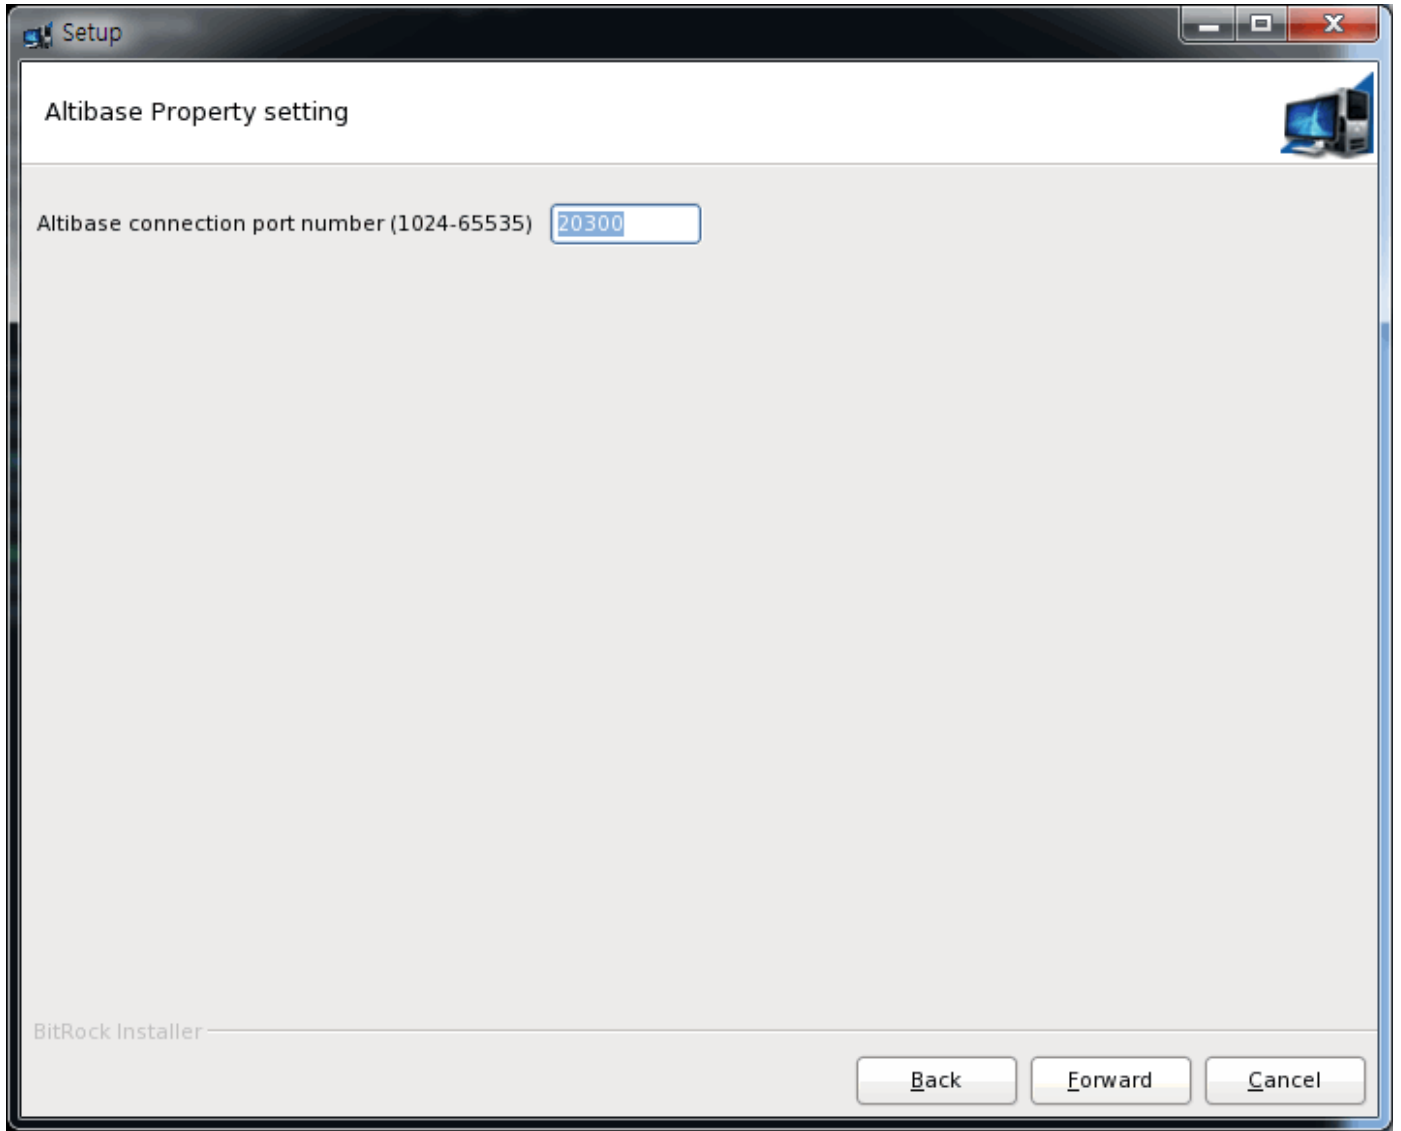 Setup
Altibase Property setting
Altibase connection port number (1024-65535) 20300
BitRock Installer
Back Forward Cancel